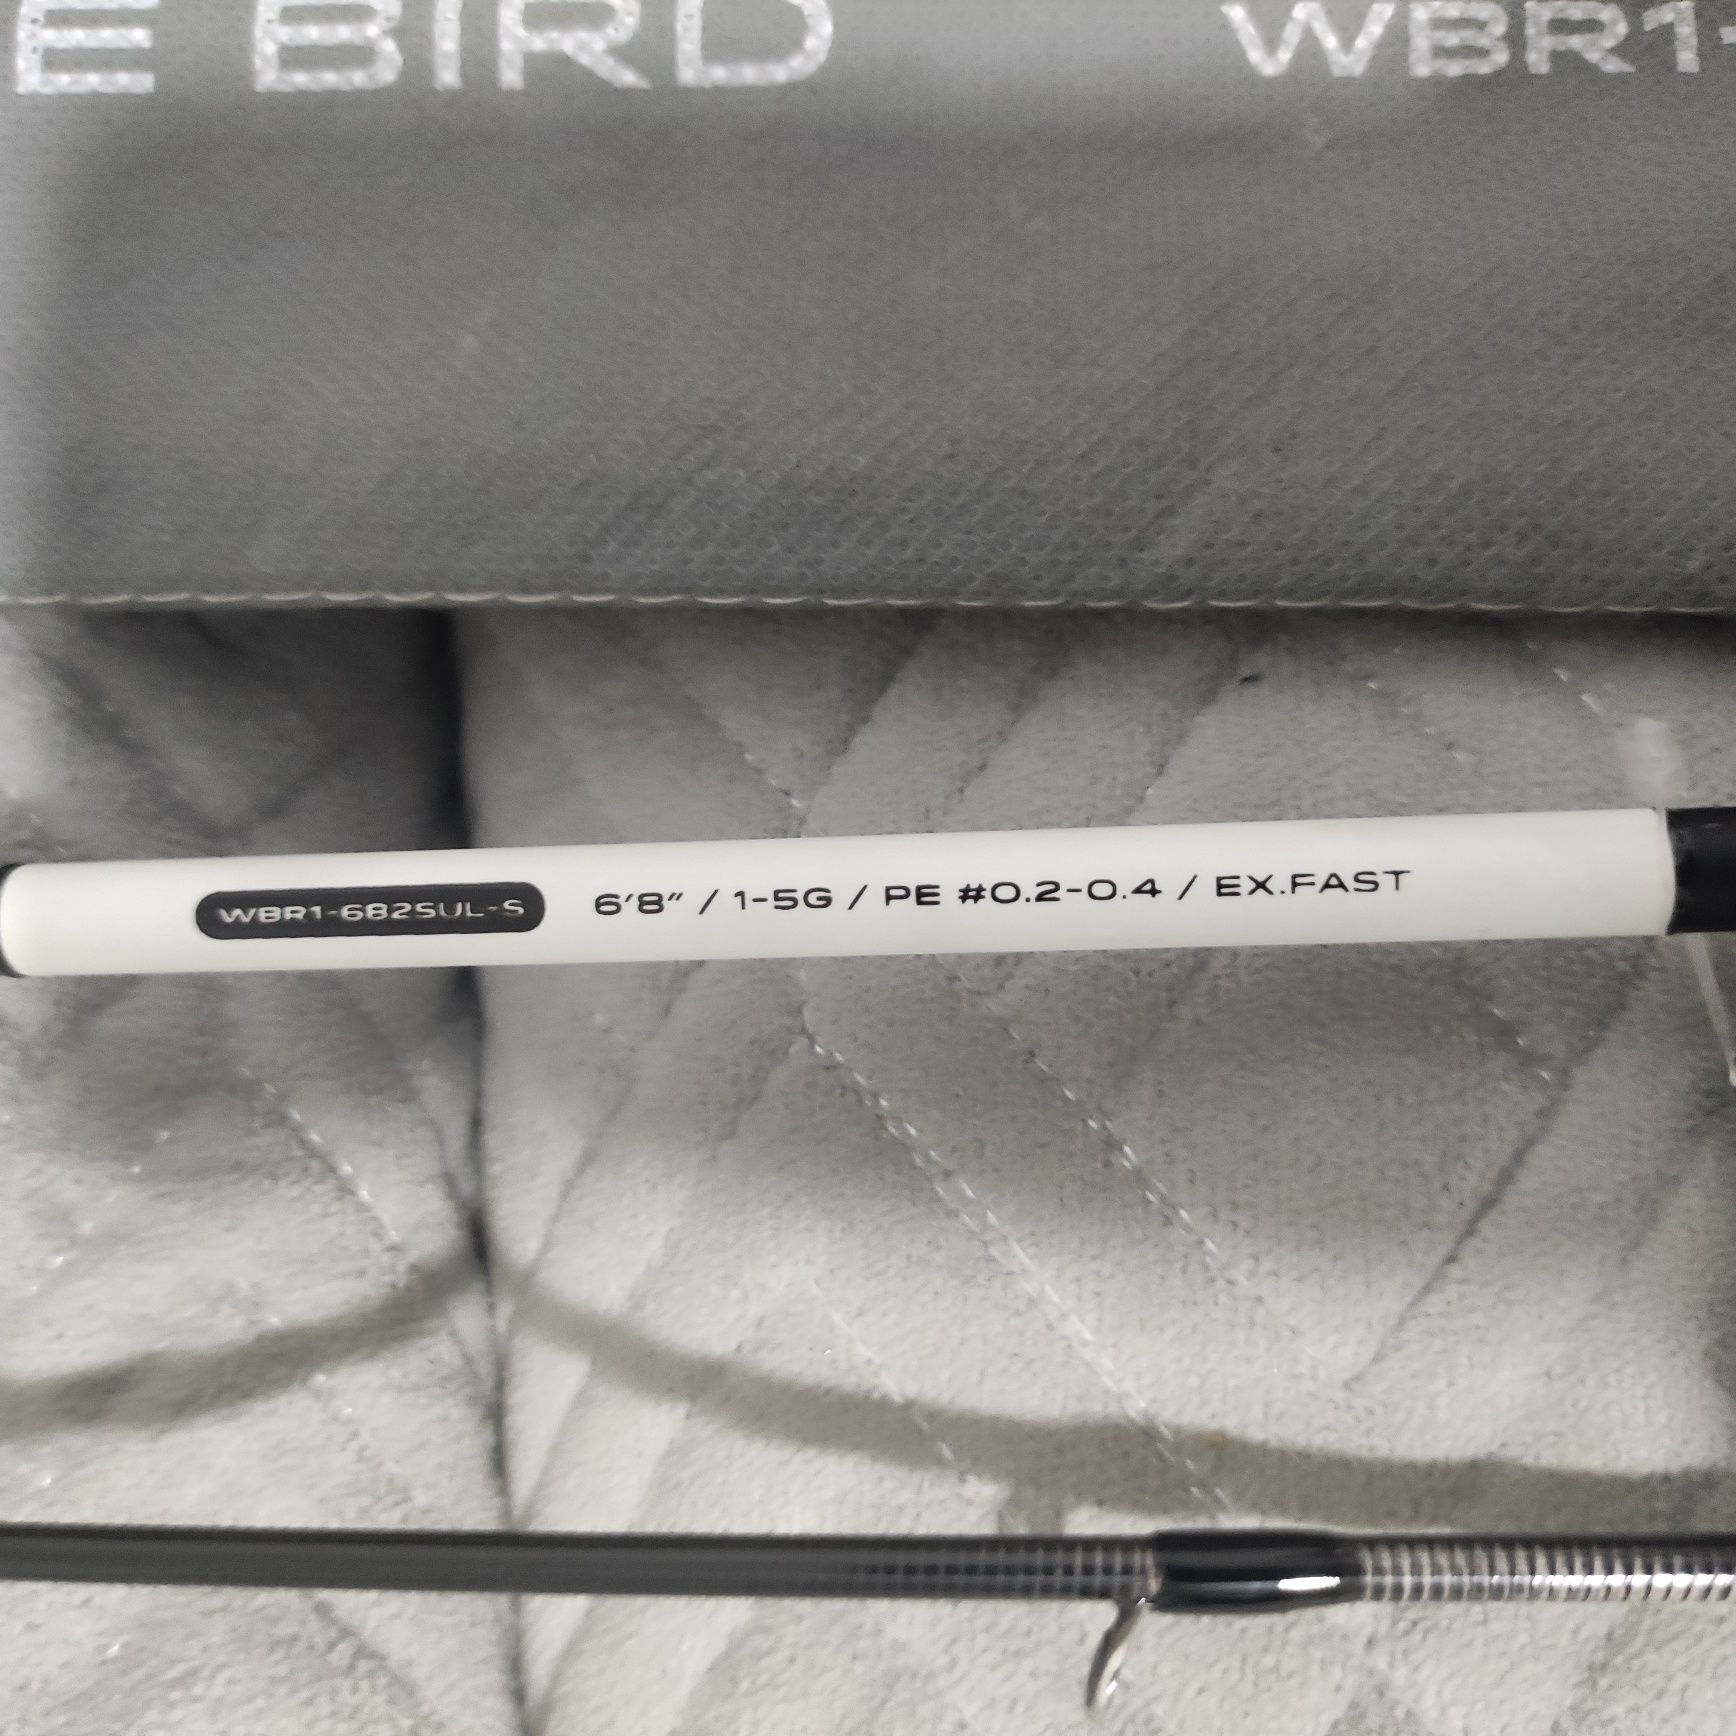 E BIRD WBR1-
WBR1-682SUL-S 6'8" / 1-5G / PE #0.2-0.4 / EX.FAST